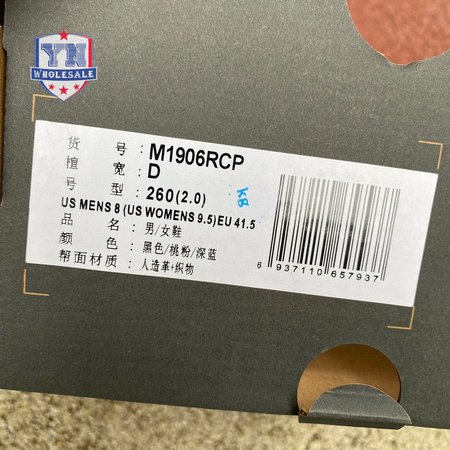 YN
WHOLESALE
货 号 : M1906RCP
楦 宽 : D
号 型 : 260(2.0)
kg
US MENS 8 (US WOMENS 9.5) EU 41.5
品 名 : 男/女鞋
颜 色 : 黑色/桃粉/深蓝
帮面材质 : 人造革+织物
6 937110 657937